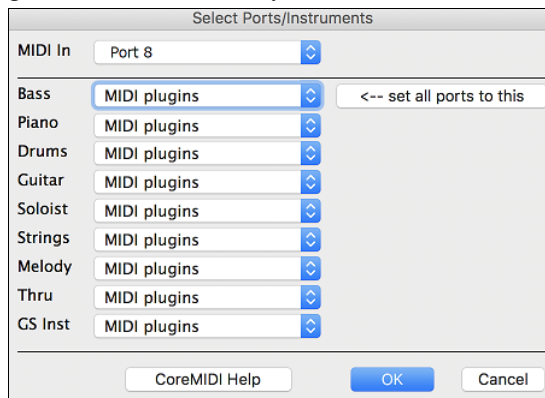 Select Ports/Instruments
MIDI In Port 8
Bass MIDI plugins <-- set all ports to this
Piano MIDI plugins
Drums MIDI plugins
Guitar MIDI plugins
Soloist MIDI plugins
Strings MIDI plugins
Melody MIDI plugins
Thru MIDI plugins
GS Inst MIDI plugins
CoreMIDI Help OK Cancel